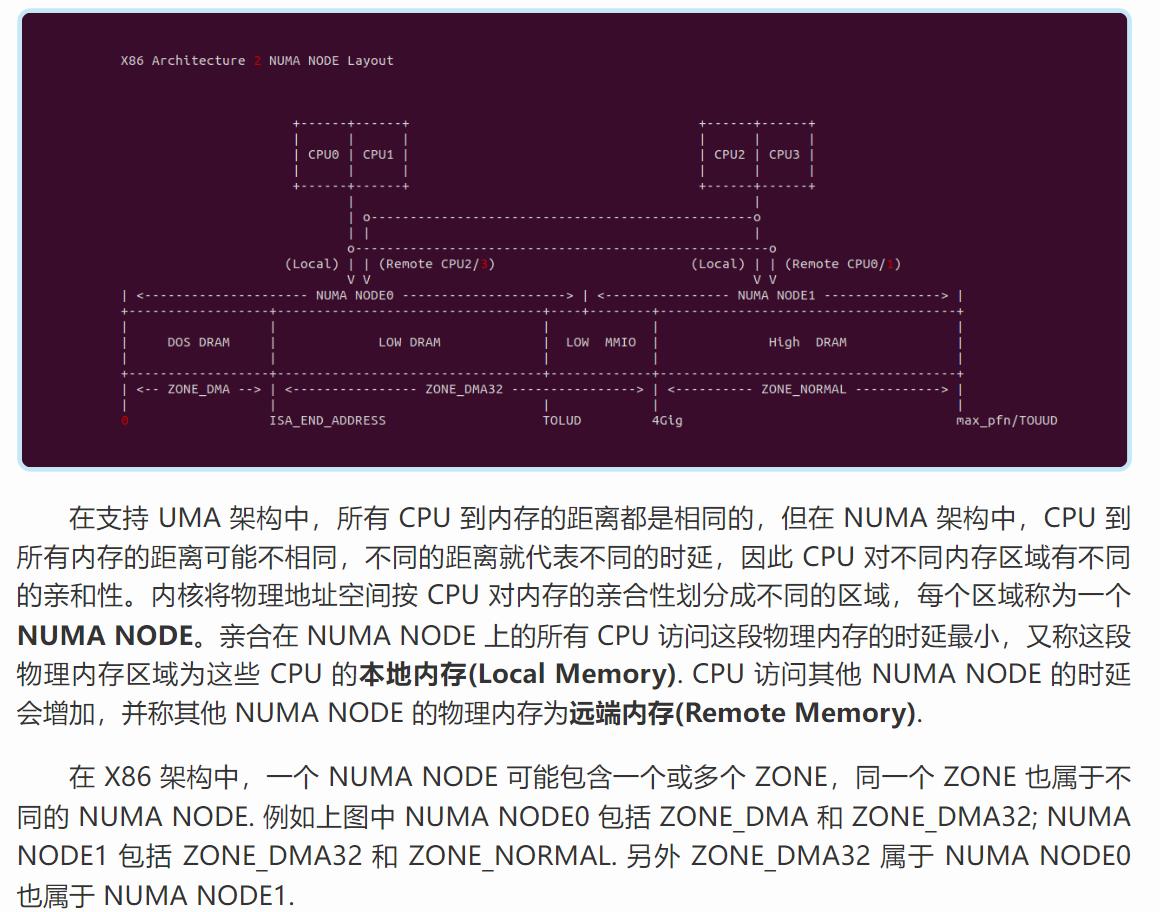 X86 Architecture 2 NUMA NODE Layout
+------+------+ +------+------+
| | | | | |
| CPU0 | CPU1 | | CPU2 | CPU3 |
| | | | | |
+------+------+ +------+------+
| |
| o-------------------------------------------------o
| | |
o-----------------------------------------------------o
(Local) | | (Remote CPU2/3) (Local) | | (Remote CPU0/1)
V V V V
| <--------------------- NUMA NODE0 ---------------------> | <---------------- NUMA NODE1 ---------------> |
+------------------+----------------------------------+----+--------+--------------------------------------+
| | | | |
| DOS DRAM | LOW DRAM | LOW MMIO | High DRAM |
| | | | |
+------------------+----------------------------------+-------------+--------------------------------------+
| <-- ZONE_DMA --> | <---------------- ZONE_DMA32 ----------------> | <---------- ZONE_NORMAL -----------> |
| | | | |
0 ISA_END_ADDRESS TOLUD 4Gig max_pfn/TOUUD
在支持 UMA 架构中，所有 CPU 到内存的距离都是相同的，但在 NUMA 架构中，CPU 到
所有内存的距离可能不相同，不同的距离就代表不同的时延，因此 CPU 对不同内存区域有不同
的亲和性。内核将物理地址空间按 CPU 对内存的亲合性划分成不同的区域，每个区域称为一个
NUMA NODE。亲合在 NUMA NODE 上的所有 CPU 访问这段物理内存的时延最小，又称这段
物理内存区域为这些 CPU 的本地内存(Local Memory). CPU 访问其他 NUMA NODE 的时延
会增加，并称其他 NUMA NODE 的物理内存为远端内存(Remote Memory).
在 X86 架构中，一个 NUMA NODE 可能包含一个或多个 ZONE，同一个 ZONE 也属于不
同的 NUMA NODE. 例如上图中 NUMA NODE0 包括 ZONE_DMA 和 ZONE_DMA32; NUMA
NODE1 包括 ZONE_DMA32 和 ZONE_NORMAL. 另外 ZONE_DMA32 属于 NUMA NODE0
也属于 NUMA NODE1.